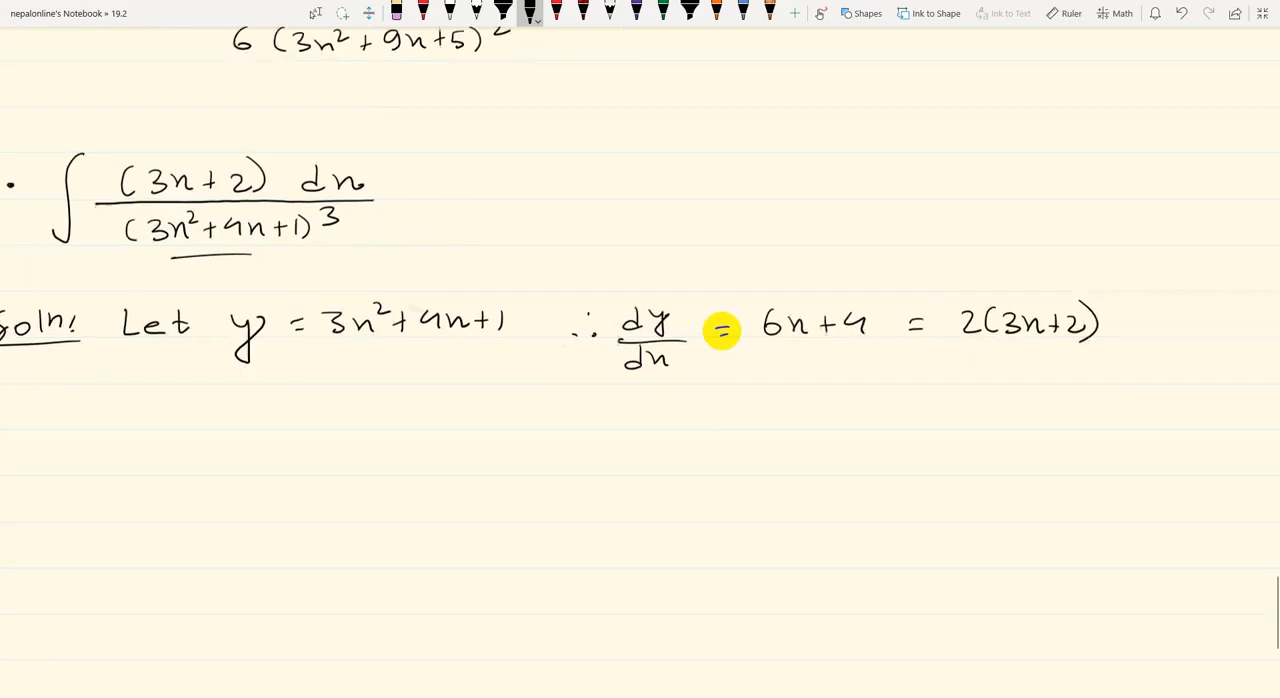 nepalonline's Notebook » 19.2
Shapes Ink to Shape Ink to Text Ruler Math
6 (3x² + 9x + 5)²
∫ (3x + 2) dx
(3x² + 4x + 1)³
Soln: Let y = 3x² + 4x + 1 ∴ dy/dx = 6x + 4 = 2(3x + 2)